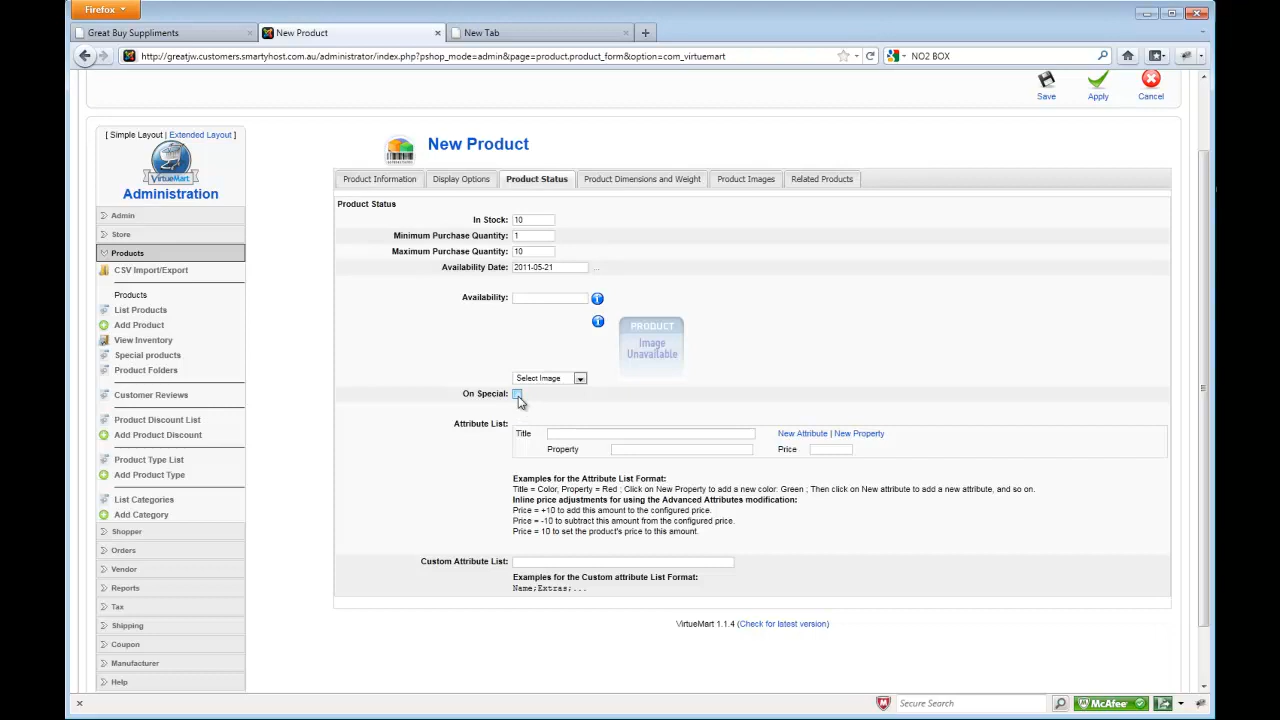 Firefox
Great Buy Suppliments
New Product
New Tab
http://greatjw.customers.smartyhost.com.au/administrator/index.php?pshop_mode=admin&page=product.product_form&option=com_virtuemart
NO2 BOX
Save
Apply
Cancel
[ Simple Layout | Extended Layout ]
VirtueMart
Administration
Admin
Store
Products
CSV Import/Export
Products
List Products
Add Product
View Inventory
Special products
Product Folders
Customer Reviews
Product Discount List
Add Product Discount
Product Type List
Add Product Type
List Categories
Add Category
Shopper
Orders
Vendor
Reports
Tax
Shipping
Coupon
Manufacturer
Help
New Product
Product Information
Display Options
Product Status
Product Dimensions and Weight
Product Images
Related Products
Product Status
In Stock: 10
Minimum Purchase Quantity: 1
Maximum Purchase Quantity: 10
Availability Date: 2011-05-21 ...
Availability:
PRODUCT
Image
Unavailable
Select Image
On Special:
Attribute List:
Title
New Attribute | New Property
Property
Price
Examples for the Attribute List Format:
Title = Color, Property = Red ; Click on New Property to add a new color: Green ; Then click on New attribute to add a new attribute, and so on.
Inline price adjustments for using the Advanced Attributes modification:
Price = +10 to add this amount to the configured price.
Price = -10 to subtract this amount from the configured price.
Price = 10 to set the product's price to this amount.
Custom Attribute List:
Examples for the Custom attribute List Format:
Name;Extras;...
VirtueMart 1.1.4 (Check for latest version)
Secure Search
McAfee